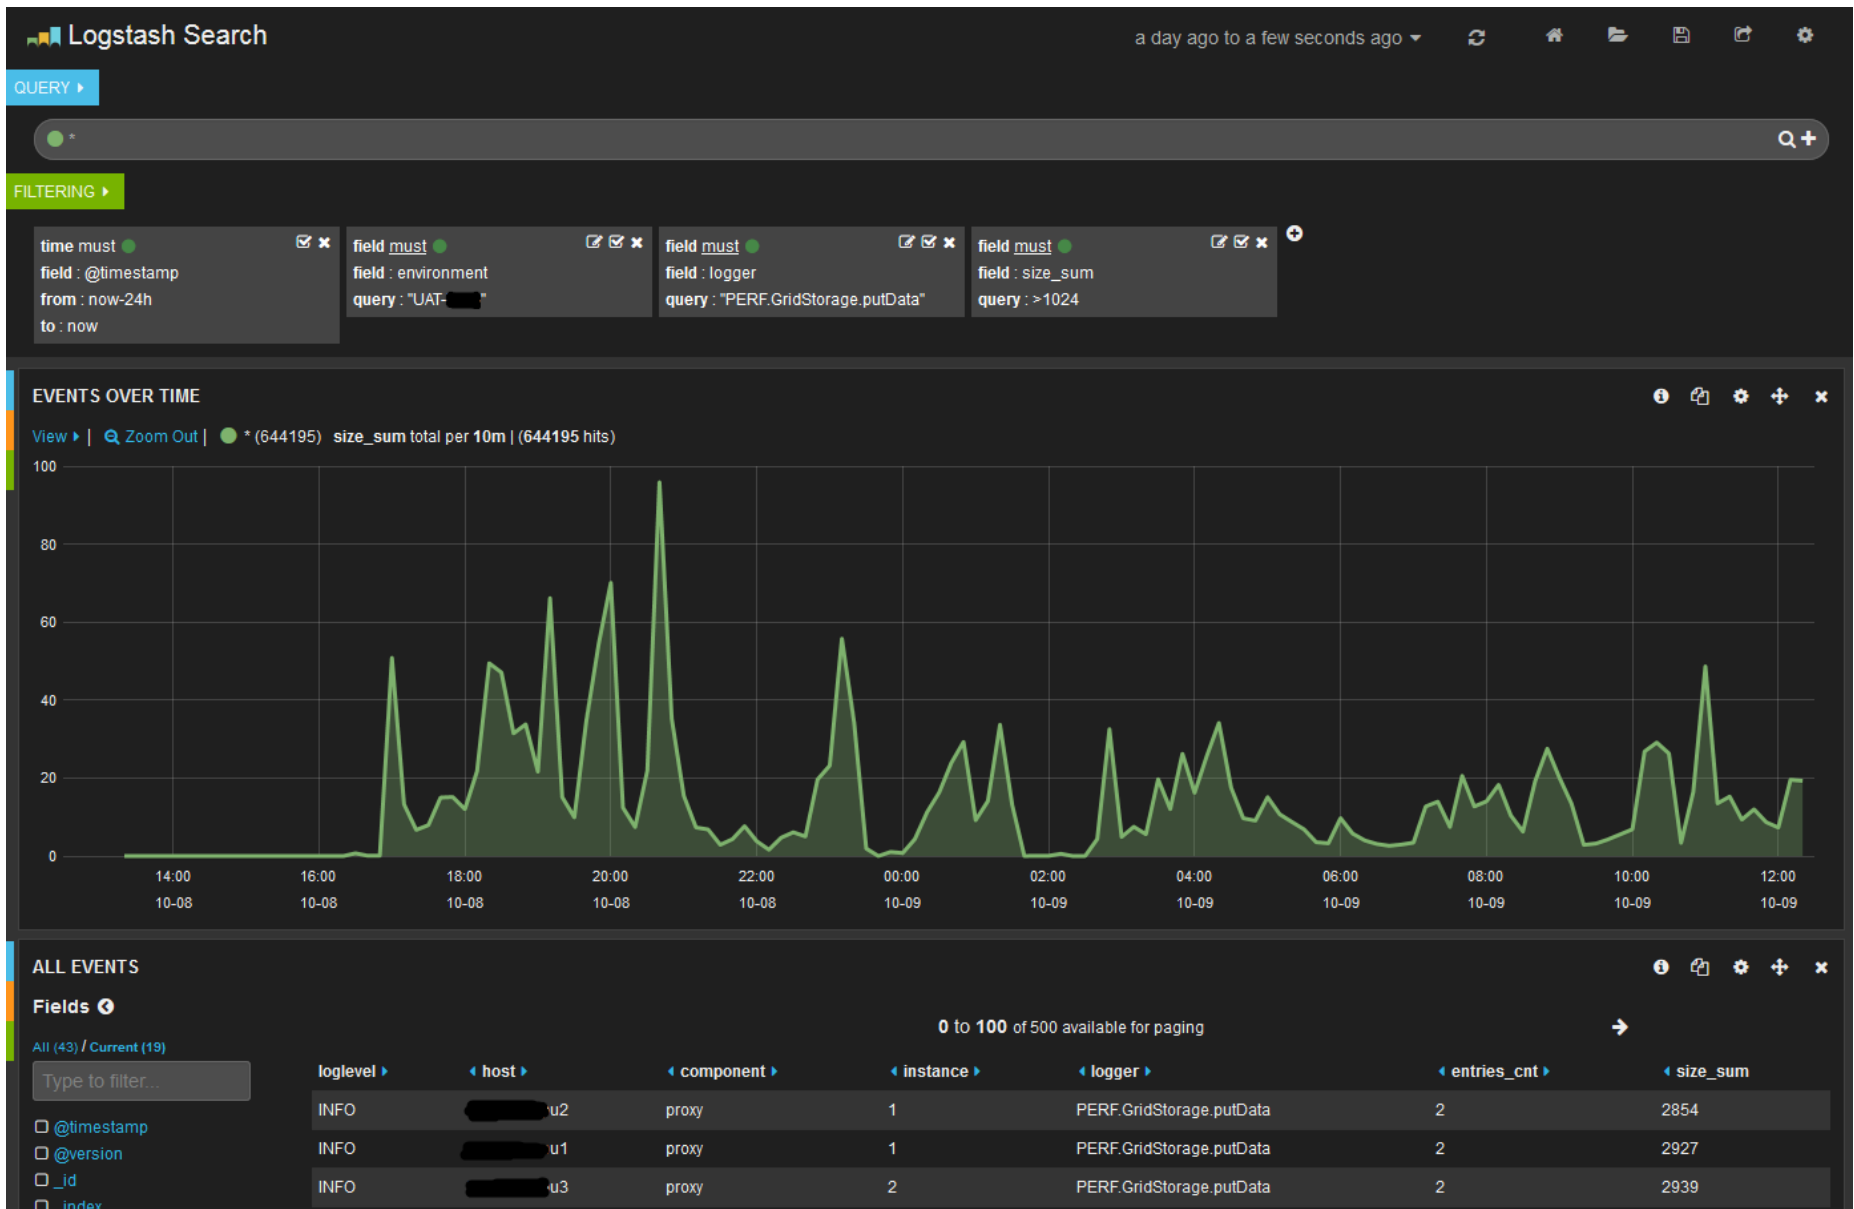 Logstash Search
a day ago to a few seconds ago
QUERY
*
FILTERING
time must
field : @timestamp
from : now-24h
to : now
field must
field : environment
query : "UAT- "
field must
field : logger
query : "PERF.GridStorage.putData"
field must
field : size_sum
query : >1024
EVENTS OVER TIME
View | Zoom Out | * (644195) size_sum total per 10m | (644195 hits)
100
80
60
40
20
0
14:00 16:00 18:00 20:00 22:00 00:00 02:00 04:00 06:00 08:00 10:00 12:00
10-08 10-08 10-08 10-08 10-08 10-09 10-09 10-09 10-09 10-09 10-09 10-09
ALL EVENTS
Fields
All (43) / Current (19)
Type to filter...
@timestamp
@version
_id
_index
0 to 100 of 500 available for paging
loglevel host component instance logger entries_cnt size_sum
INFO u2 proxy 1 PERF.GridStorage.putData 2 2854
INFO u1 proxy 1 PERF.GridStorage.putData 2 2927
INFO u3 proxy 2 PERF.GridStorage.putData 2 2939